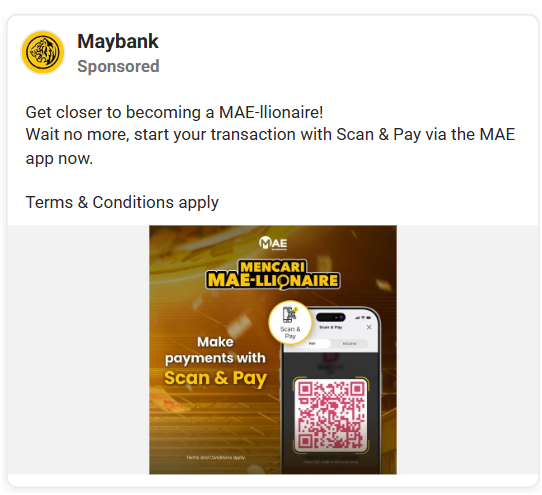 Maybank
Sponsored
Get closer to becoming a MAE-llionaire!
Wait no more, start your transaction with Scan & Pay via the MAE
app now.
Terms & Conditions apply
MAE
MENCARI
MAE-LLIONAIRE
Scan &
Pay
Scan & Pay
PAY
RECEIVE
Make
payments with
Scan & Pay
Terms and Conditions apply.